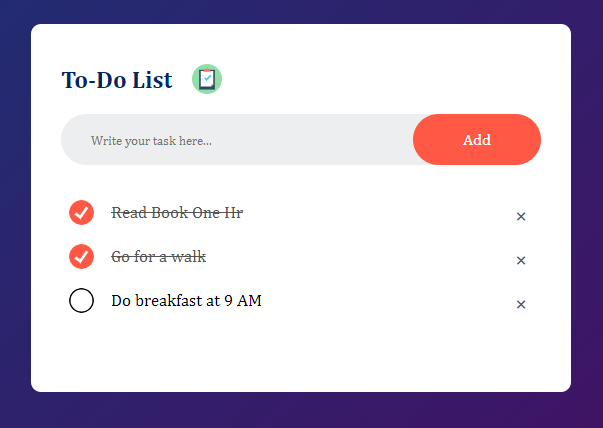 To-Do List
Write your task here...
Add
Read Book One Hr
×
Go for a walk
×
Do breakfast at 9 AM
×